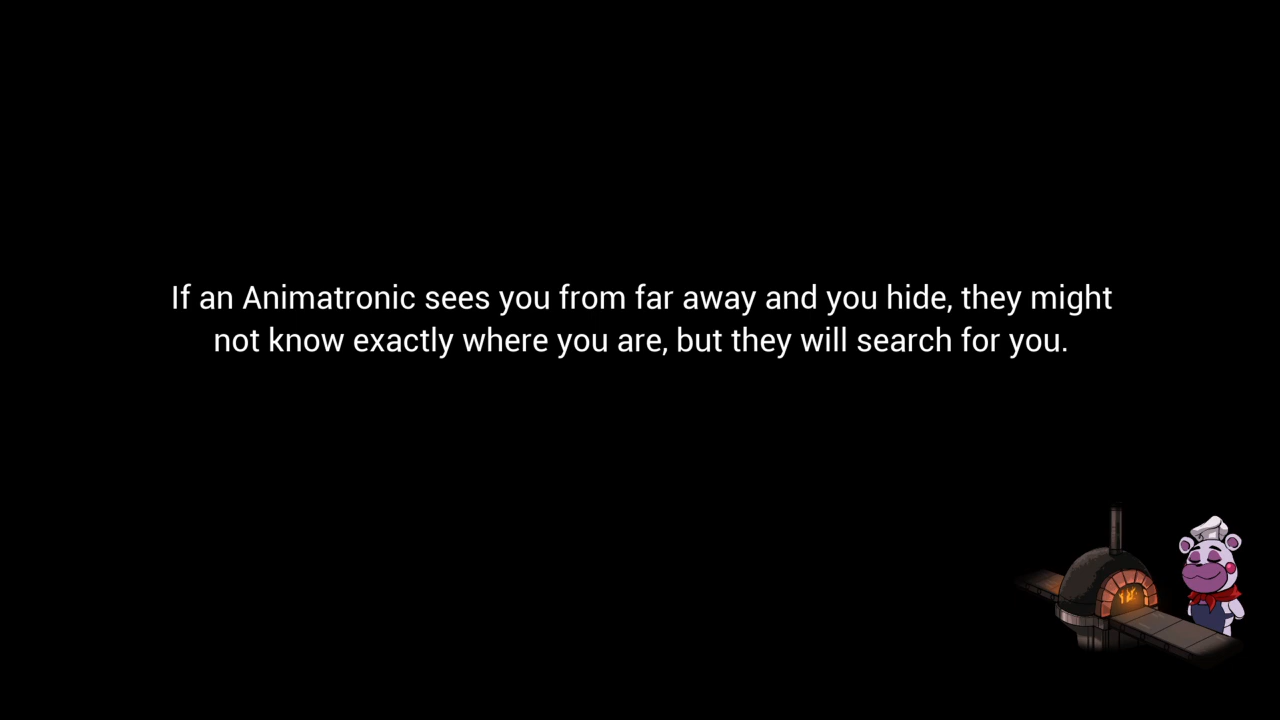 If an Animatronic sees you from far away and you hide, they might
not know exactly where you are, but they will search for you.